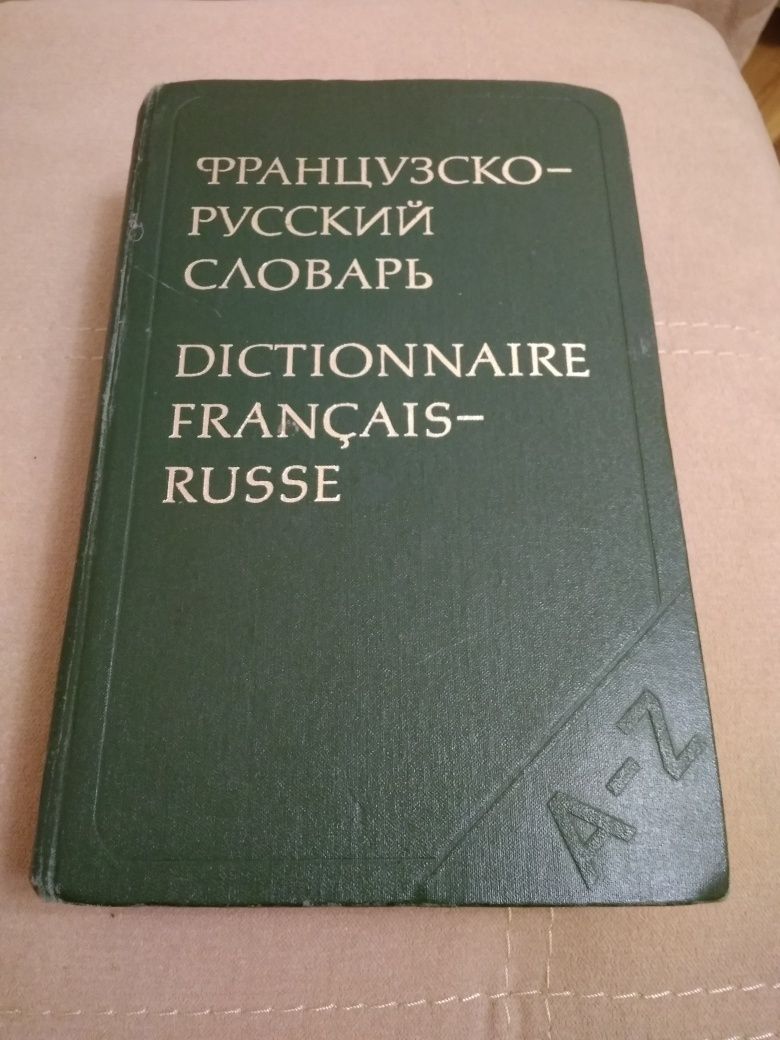 ФРАНЦУЗСКО–
РУССКИЙ
СЛОВАРЬ
DICTIONNAIRE
FRANÇAIS–
RUSSE
A–Z